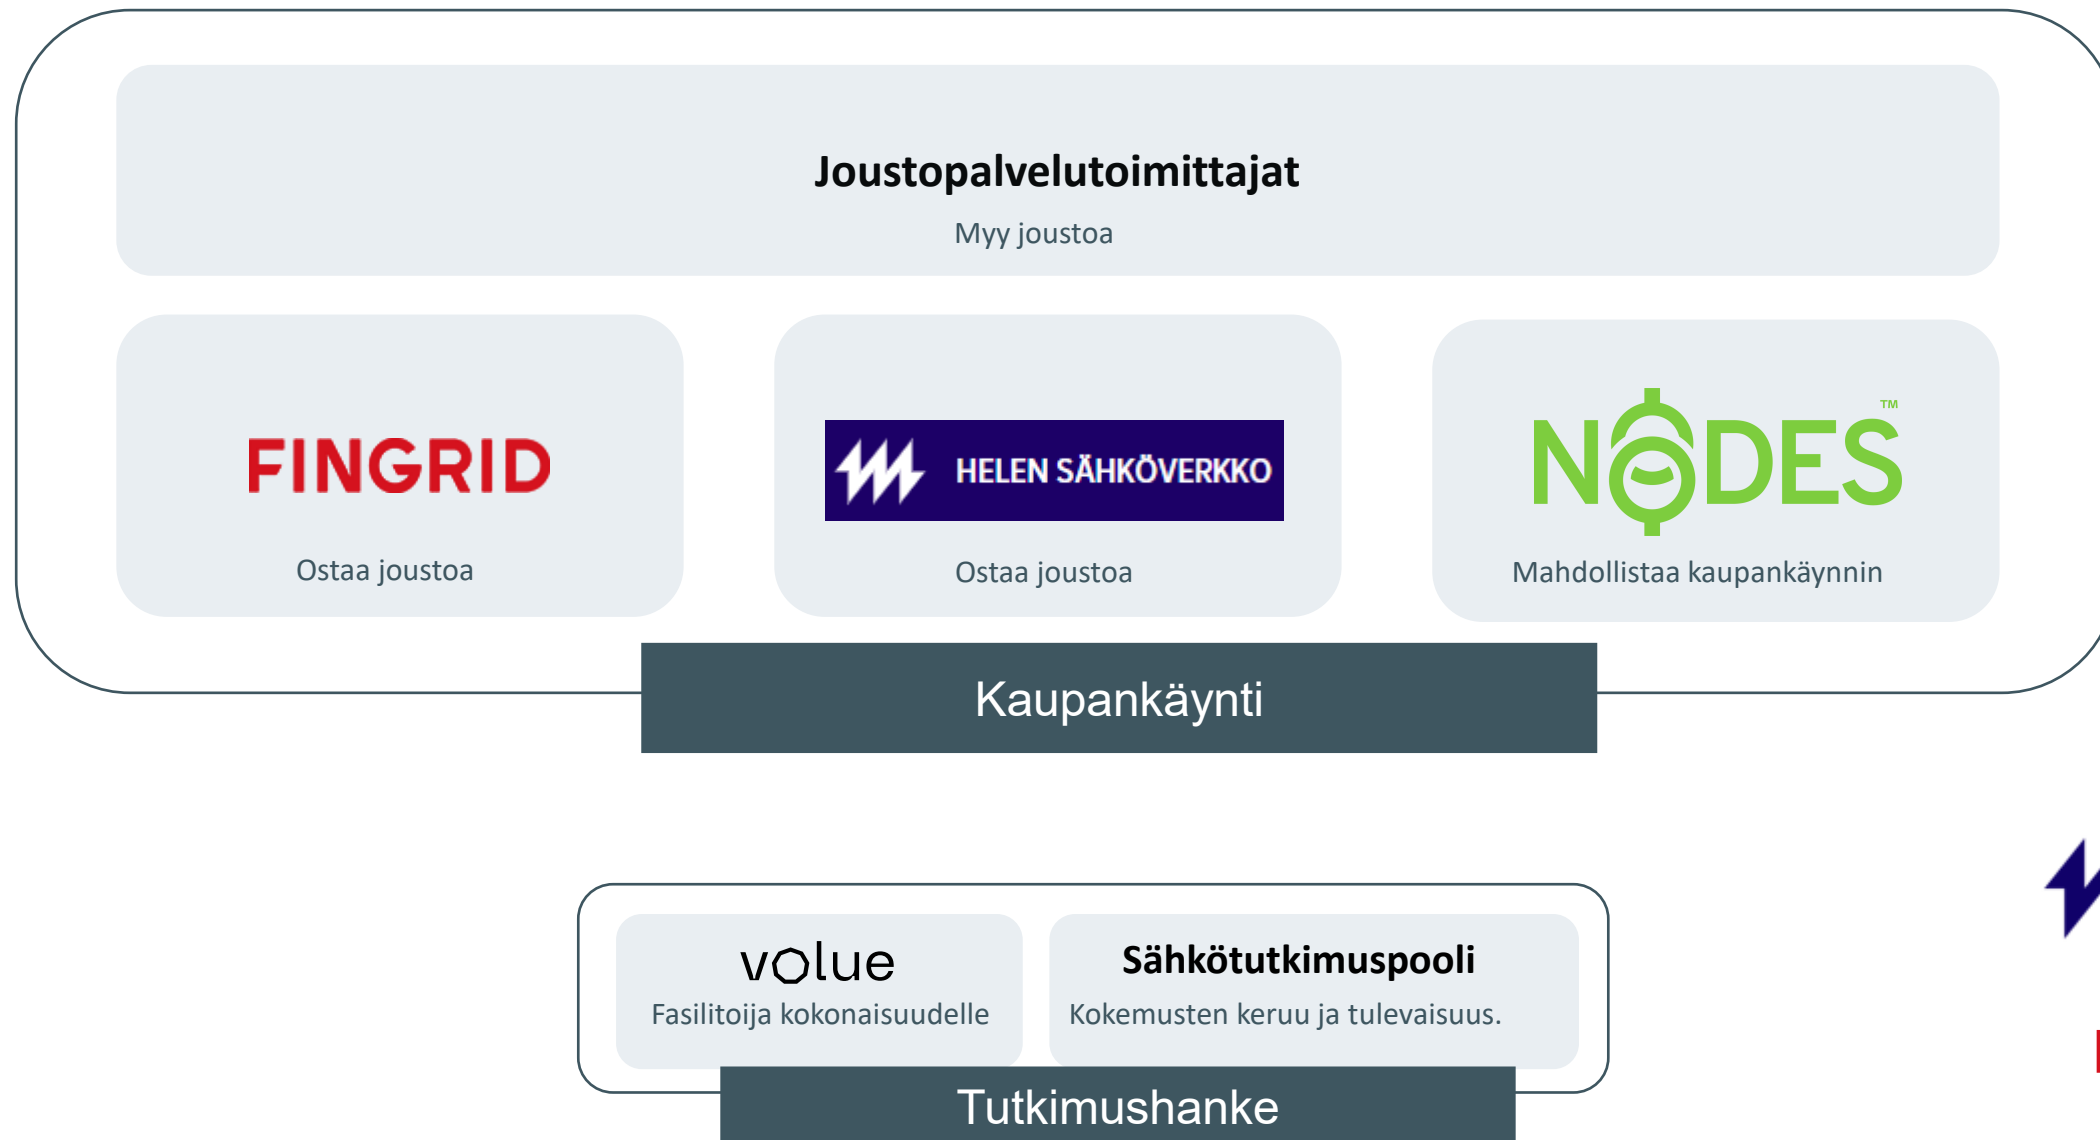 Joustopalvelutoimittajat
Myy joustoa
FINGRID
Ostaa joustoa
HELEN SÄHKÖVERKKO
Ostaa joustoa
NODES™
Mahdollistaa kaupankäynnin
Kaupankäynti
volue
Fasilitoija kokonaisuudelle
Sähkötutkimuspooli
Kokemusten keruu ja tulevaisuus.
Tutkimushanke